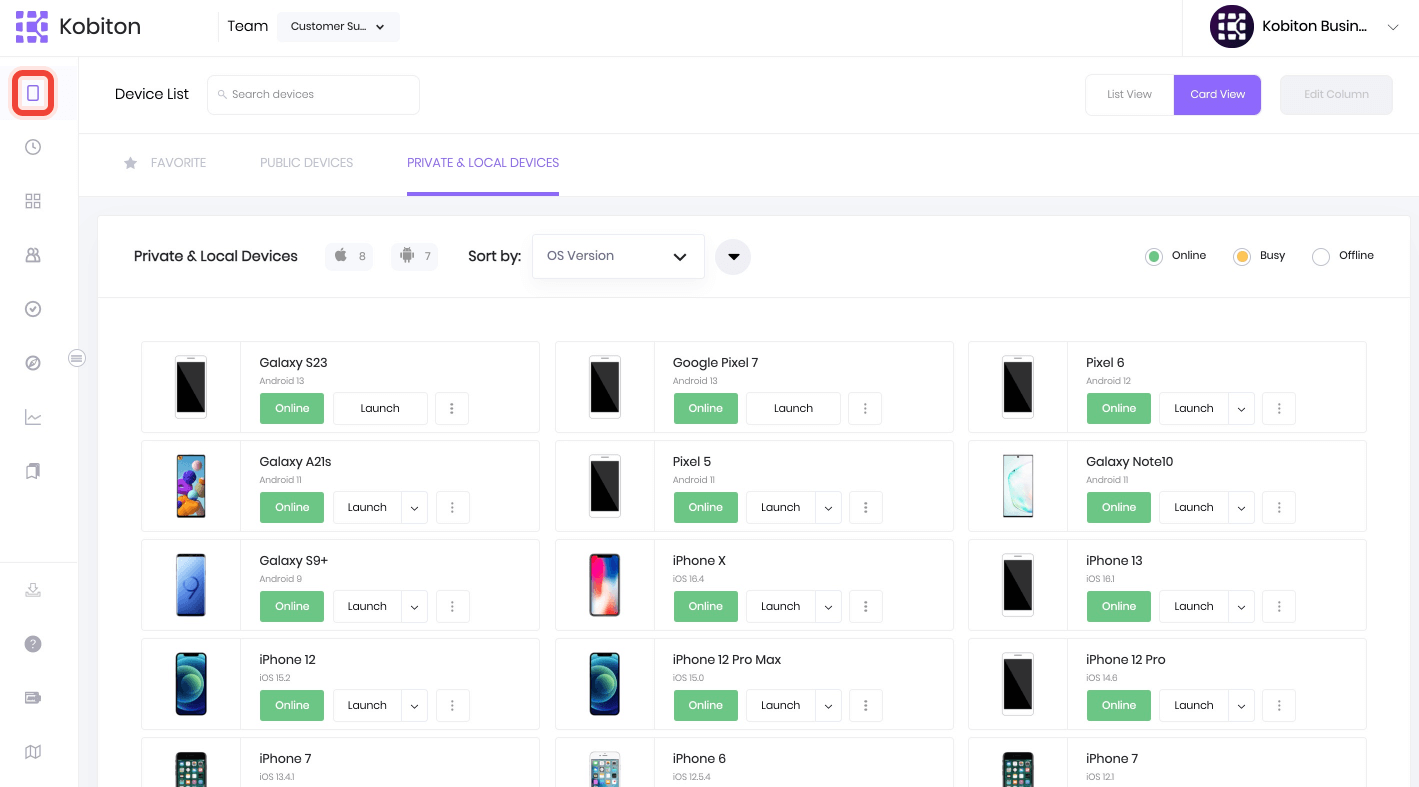 Kobiton
Team
Customer Su...
Kobiton Busin...
Device List
Search devices
List View
Card View
Edit Column
FAVORITE
PUBLIC DEVICES
PRIVATE & LOCAL DEVICES
Private & Local Devices
8
7
Sort by:
OS Version
Online
Busy
Offline
Galaxy S23
Android 13
Online
Launch
Google Pixel 7
Android 13
Online
Launch
Pixel 6
Android 12
Online
Launch
Galaxy A21s
Android 11
Online
Launch
Pixel 5
Android 11
Online
Launch
Galaxy Note10
Android 11
Online
Launch
Galaxy S9+
Android 9
Online
Launch
iPhone X
iOS 16.4
Online
Launch
iPhone 13
iOS 16.1
Online
Launch
iPhone 12
iOS 15.2
Online
Launch
iPhone 12 Pro Max
iOS 15.0
Online
Launch
iPhone 12 Pro
iOS 14.6
Online
Launch
iPhone 7
iOS 13.4.1
iPhone 6
iOS 12.5.4
iPhone 7
iOS 12.1